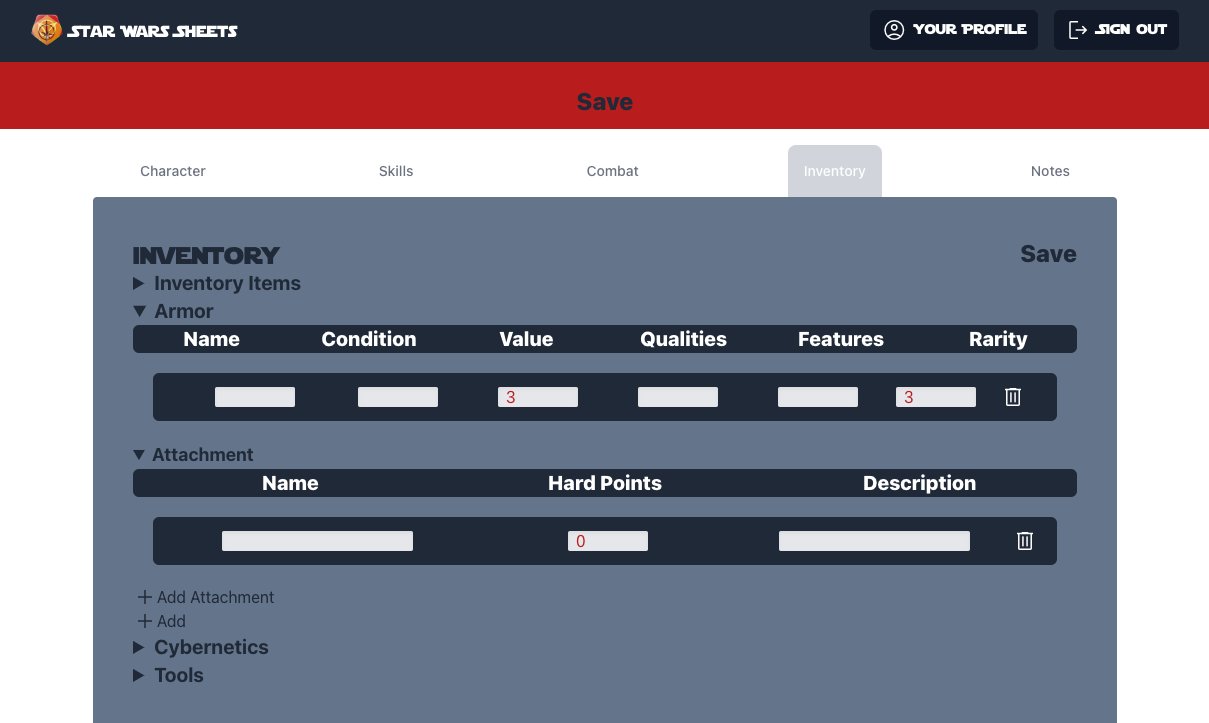 STAR WARS SHEETS YOUR PROFILE SIGN OUT
Save
Character Skills Combat Inventory Notes
INVENTORY Save
Inventory Items
Armor
Name Condition Value Qualities Features Rarity
3 3
Attachment
Name Hard Points Description
0
Add Attachment
Add
Cybernetics
Tools